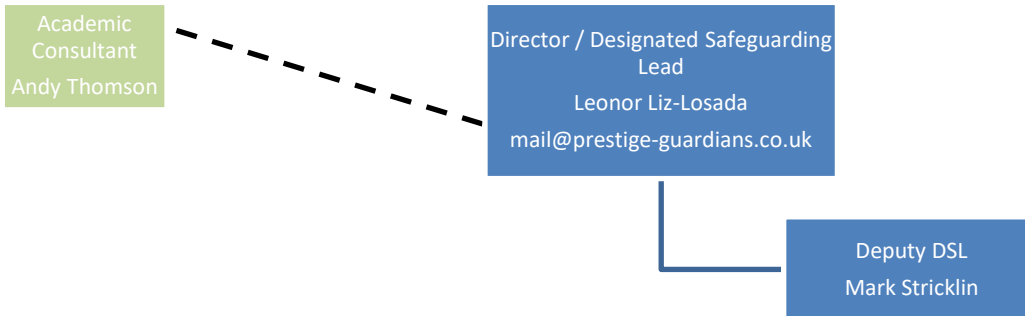 Academic
Consultant
Andy Thomson
Director / Designated Safeguarding
Lead
Leonor Liz-Losada
mail@prestige-guardians.co.uk
Deputy DSL
Mark Stricklin